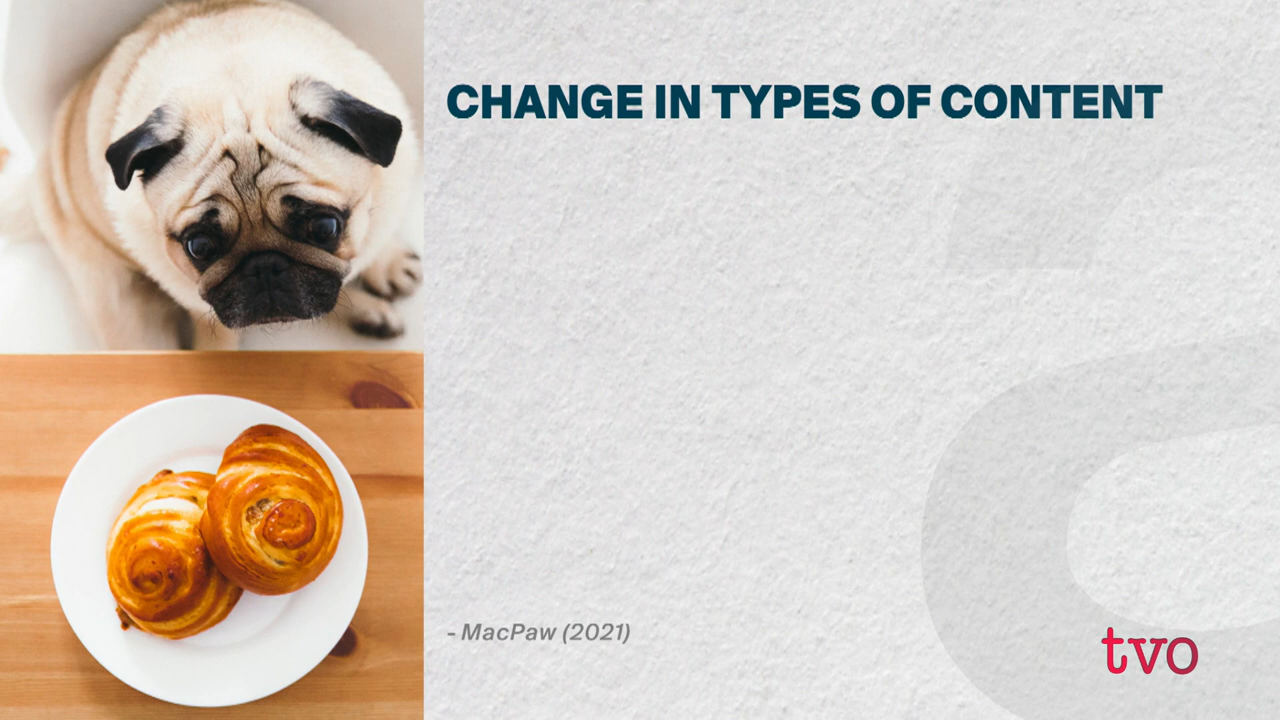 CHANGE IN TYPES OF CONTENT
- MacPaw (2021)
tvo